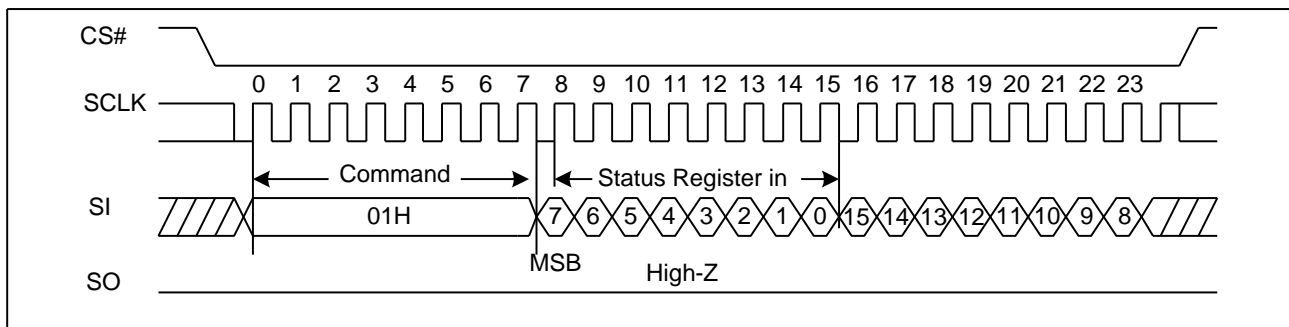 CS#
0 1 2 3 4 5 6 7 8 9 10 11 12 13 14 15 16 17 18 19 20 21 22 23
SCLK
Command
Status Register in
SI
01H
7 6 5 4 3 2 1 0 15 14 13 12 11 10 9 8
MSB
High-Z
SO